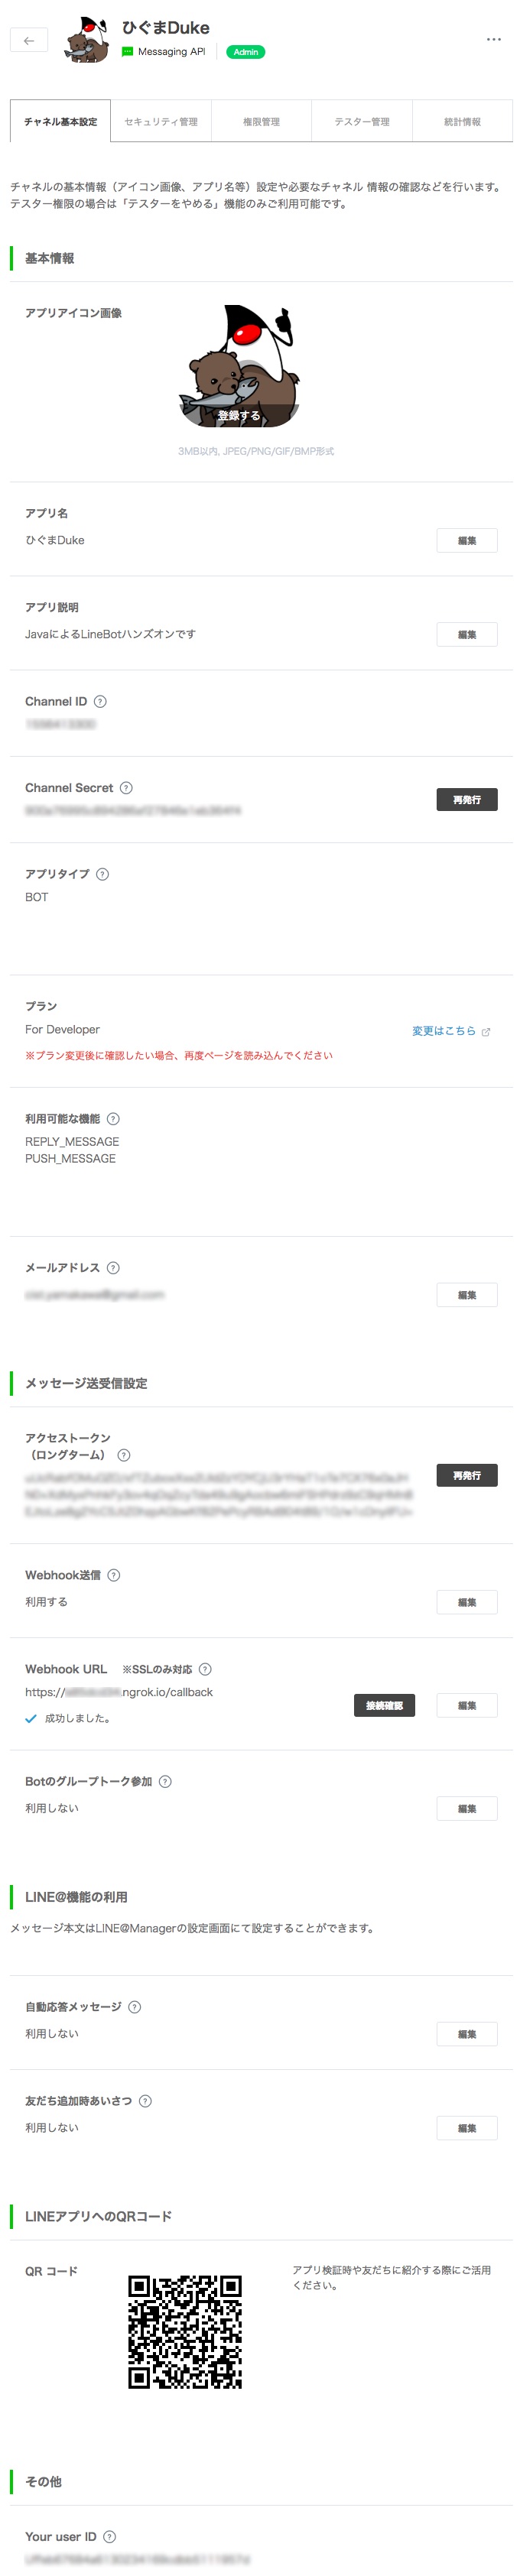 ひぐまDuke
Messaging API
Admin
チャネル基本設定
セキュリティ管理
権限管理
テスター管理
統計情報
チャネルの基本情報（アイコン画像、アプリ名等）設定や必要なチャネル 情報の確認などを行います。
テスター権限の場合は「テスターをやめる」機能のみご利用可能です。
基本情報
アプリアイコン画像
登録する
3MB以内, JPEG/PNG/GIF/BMP形式
アプリ名
ひぐまDuke
編集
アプリ説明
JavaによるLineBotハンズオンです
編集
Channel ID
Channel Secret
再発行
アプリタイプ
BOT
プラン
For Developer
変更はこちら
※プラン変更後に確認したい場合、再度ページを読み込んでください
利用可能な機能
REPLY_MESSAGE
PUSH_MESSAGE
メールアドレス
編集
メッセージ送受信設定
アクセストークン
（ロングターム）
再発行
Webhook送信
利用する
編集
Webhook URL ※SSLのみ対応
https://
.ngrok.io/callback
接続確認
編集
成功しました。
Botのグループトーク参加
利用しない
編集
LINE@機能の利用
メッセージ本文はLINE@Managerの設定画面にて設定することができます。
自動応答メッセージ
利用しない
編集
友だち追加時あいさつ
利用しない
編集
LINEアプリへのQRコード
QR コード
アプリ検証時や友だちに紹介する際にご活用
ください。
その他
Your user ID